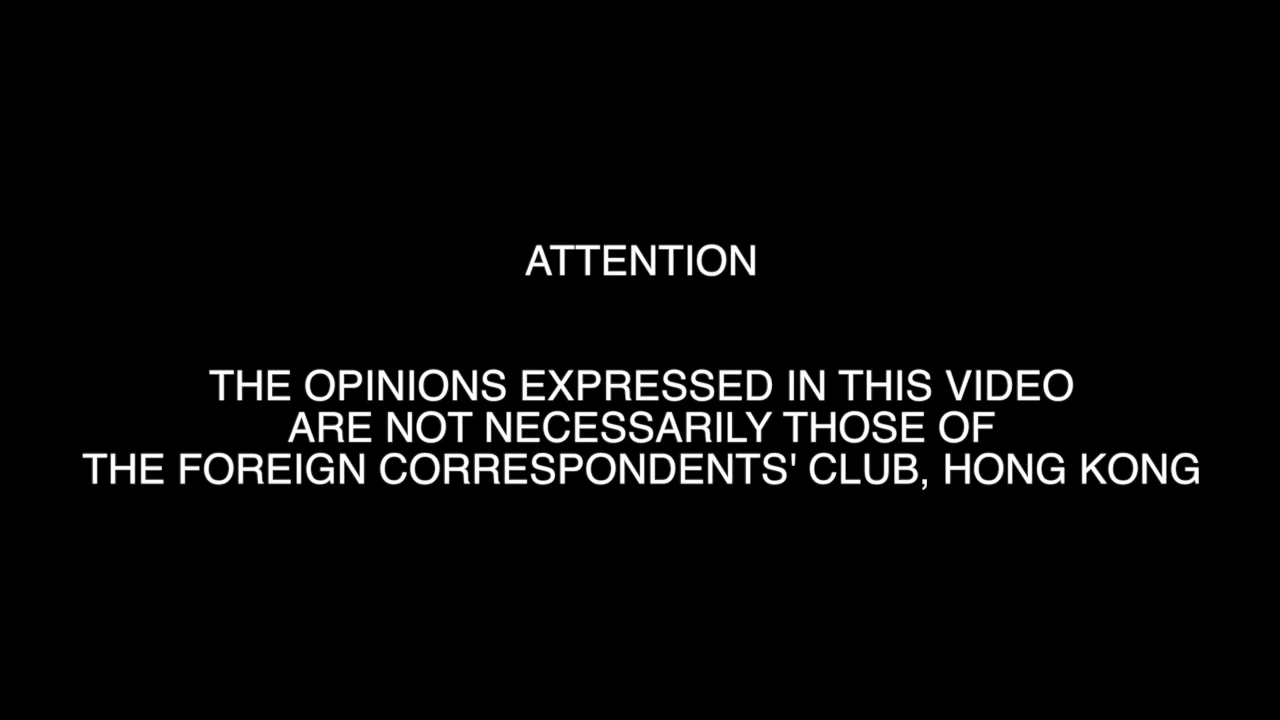 ATTENTION
THE OPINIONS EXPRESSED IN THIS VIDEO
ARE NOT NECESSARILY THOSE OF
THE FOREIGN CORRESPONDENTS' CLUB, HONG KONG